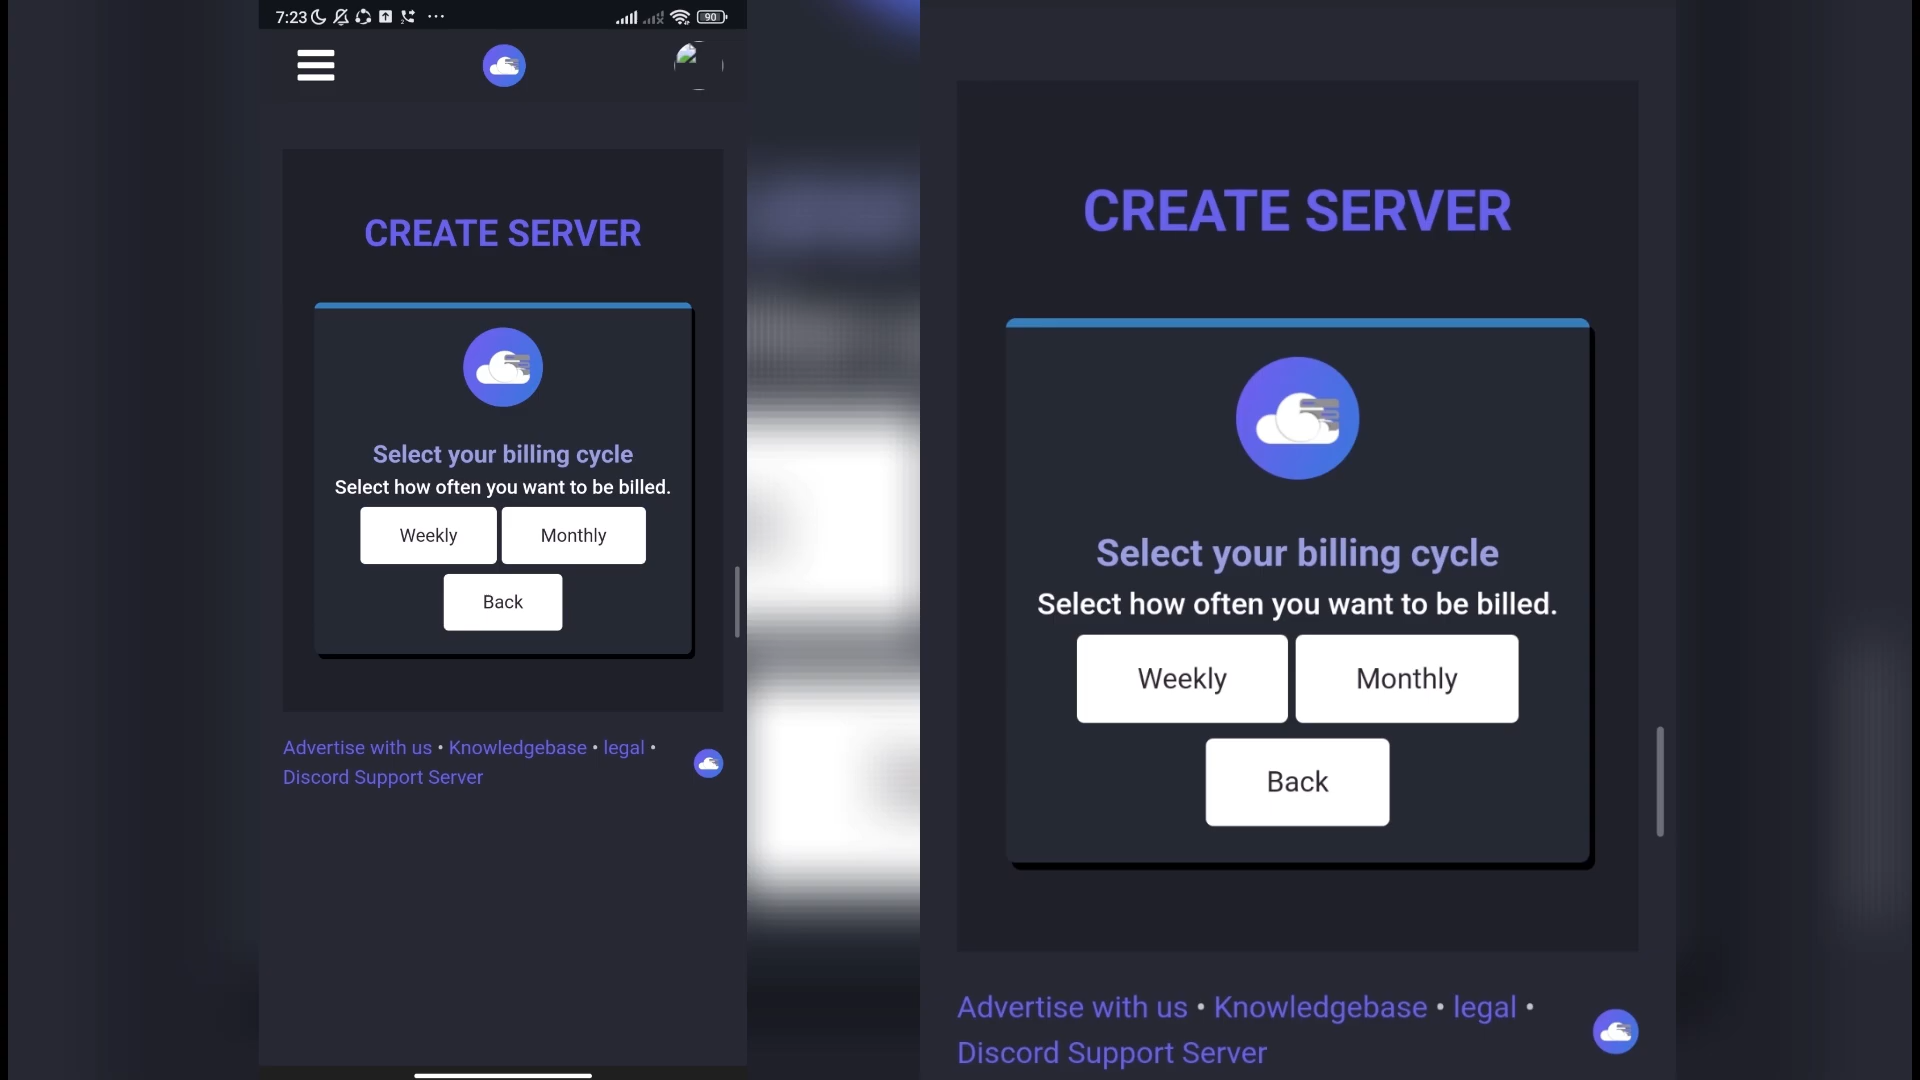 7:23
90
CREATE SERVER
Select your billing cycle
Select how often you want to be billed.
Weekly
Monthly
Back
Advertise with us • Knowledgebase • legal •
Discord Support Server
CREATE SERVER
Select your billing cycle
Select how often you want to be billed.
Weekly
Monthly
Back
Advertise with us • Knowledgebase • legal •
Discord Support Server